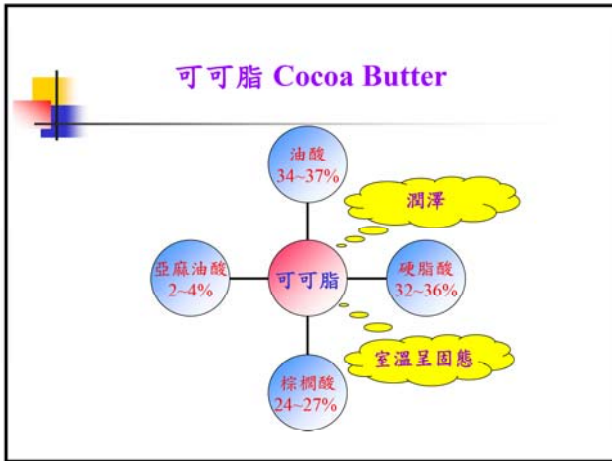 可可脂 Cocoa Butter
油酸
34~37%
潤澤
亞麻油酸
2~4%
可可脂
硬脂酸
32~36%
室溫呈固態
棕櫚酸
24~27%